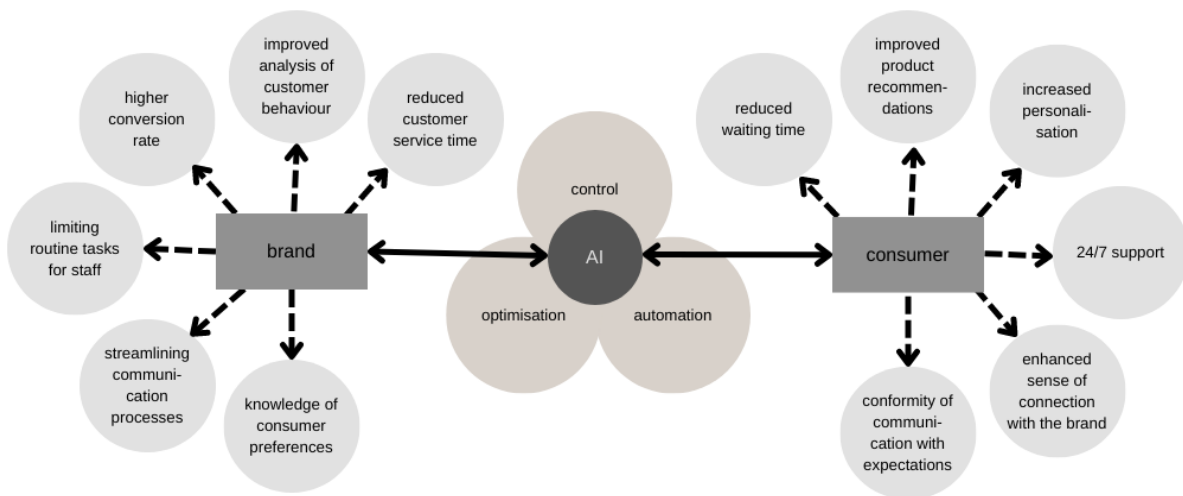 improved
analysis of
customer
behaviour
higher
conversion
rate
reduced
customer
service time
limiting
routine tasks
for staff
brand
streamlining
communi-
cation
processes
knowledge of
consumer
preferences
control
AI
optimisation
automation
reduced
waiting time
improved
product
recommen-
dations
increased
personali-
sation
consumer
24/7 support
enhanced
sense of
connection
with the brand
conformity of
communi-
cation with
expectations